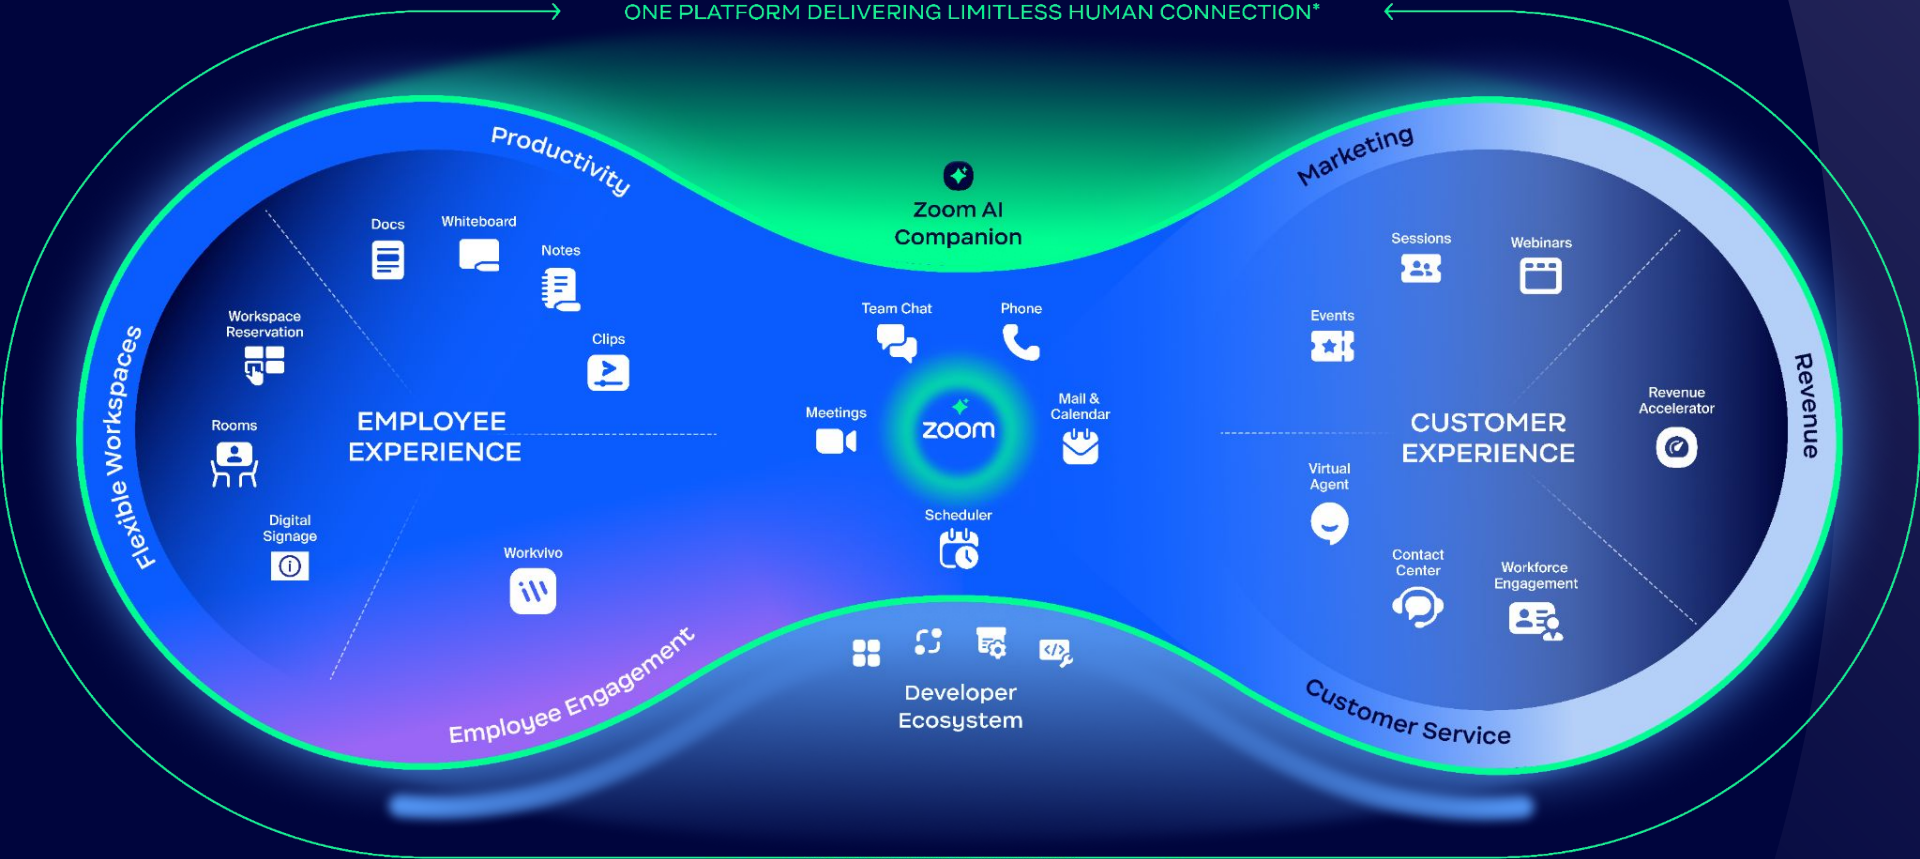 ONE PLATFORM DELIVERING LIMITLESS HUMAN CONNECTION*
Productivity
Docs
Whiteboard
Notes
Clips
Flexible Workspaces
Workspace
Reservation
Rooms
Digital
Signage
EMPLOYEE
EXPERIENCE
Workvivo
Employee Engagement
Zoom AI
Companion
Team Chat
Phone
Meetings
zoom
Mail &
Calendar
Scheduler
Developer
Ecosystem
Marketing
Sessions
Webinars
Events
CUSTOMER
EXPERIENCE
Revenue
Accelerator
Revenue
Virtual
Agent
Contact
Center
Workforce
Engagement
Customer Service